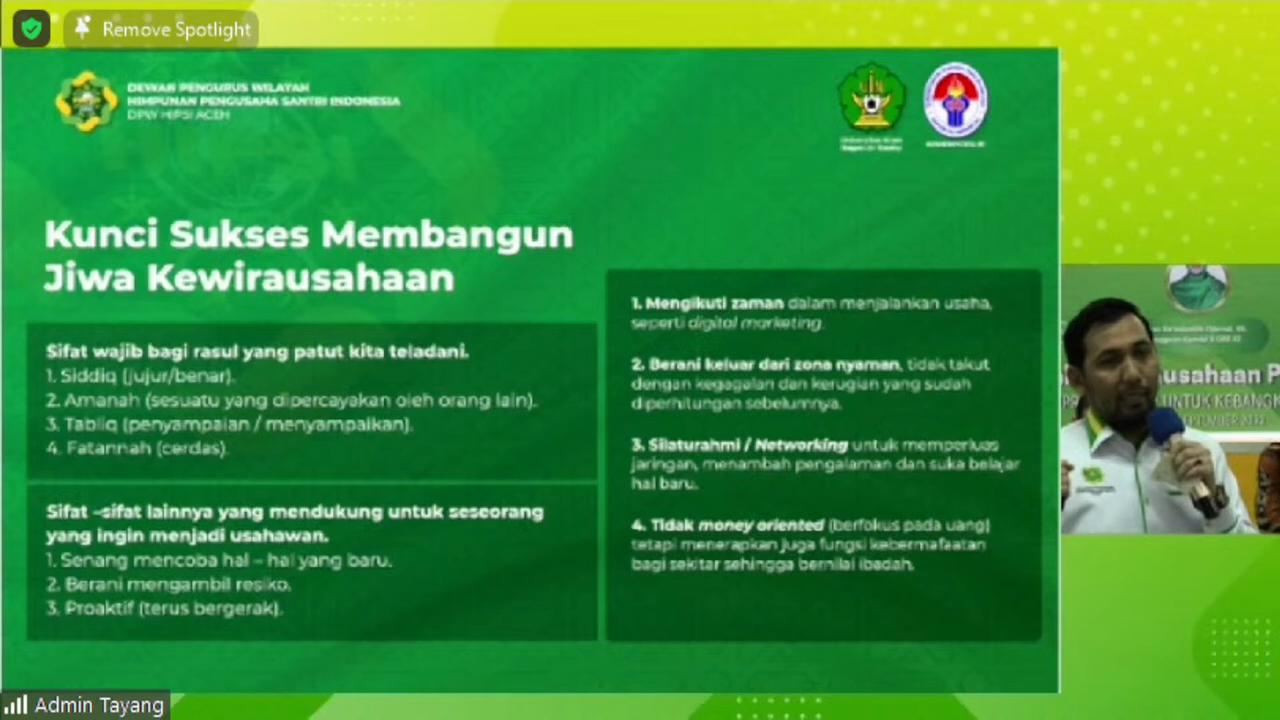 Remove Spotlight
DEWAN PENGURUS WILAYAH
HIMPUNAN PENGUSAHA SANTRI INDONESIA
DPW HIPSI ACEH
Kunci Sukses Membangun
Jiwa Kewirausahaan
Sifat wajib bagi rasul yang patut kita teladani.
1. Siddiq (jujur/benar).
2. Amanah (sesuatu yang dipercayakan oleh orang lain).
3. Tabliq (penyampaian / menyampaikan).
4. Fatannah (cerdas).
Sifat –sifat lainnya yang mendukung untuk seseorang
yang ingin menjadi usahawan.
1. Senang mencoba hal – hal yang baru.
2. Berani mengambil resiko.
3. Proaktif (terus bergerak).
1. Mengikuti zaman dalam menjalankan usaha,
seperti digital marketing.
2. Berani keluar dari zona nyaman, tidak takut
dengan kegagalan dan kerugian yang sudah
diperhitungan sebelumnya.
3. Silaturahmi / Networking untuk memperluas
jaringan, menambah pengalaman dan suka belajar
hal baru.
4. Tidak money oriented (berfokus pada uang)
tetapi menerapkan juga fungsi kebermafaatan
bagi sekitar sehingga bernilai ibadah.
usahaan P
UNTUK KEBANGK
Admin Tayang